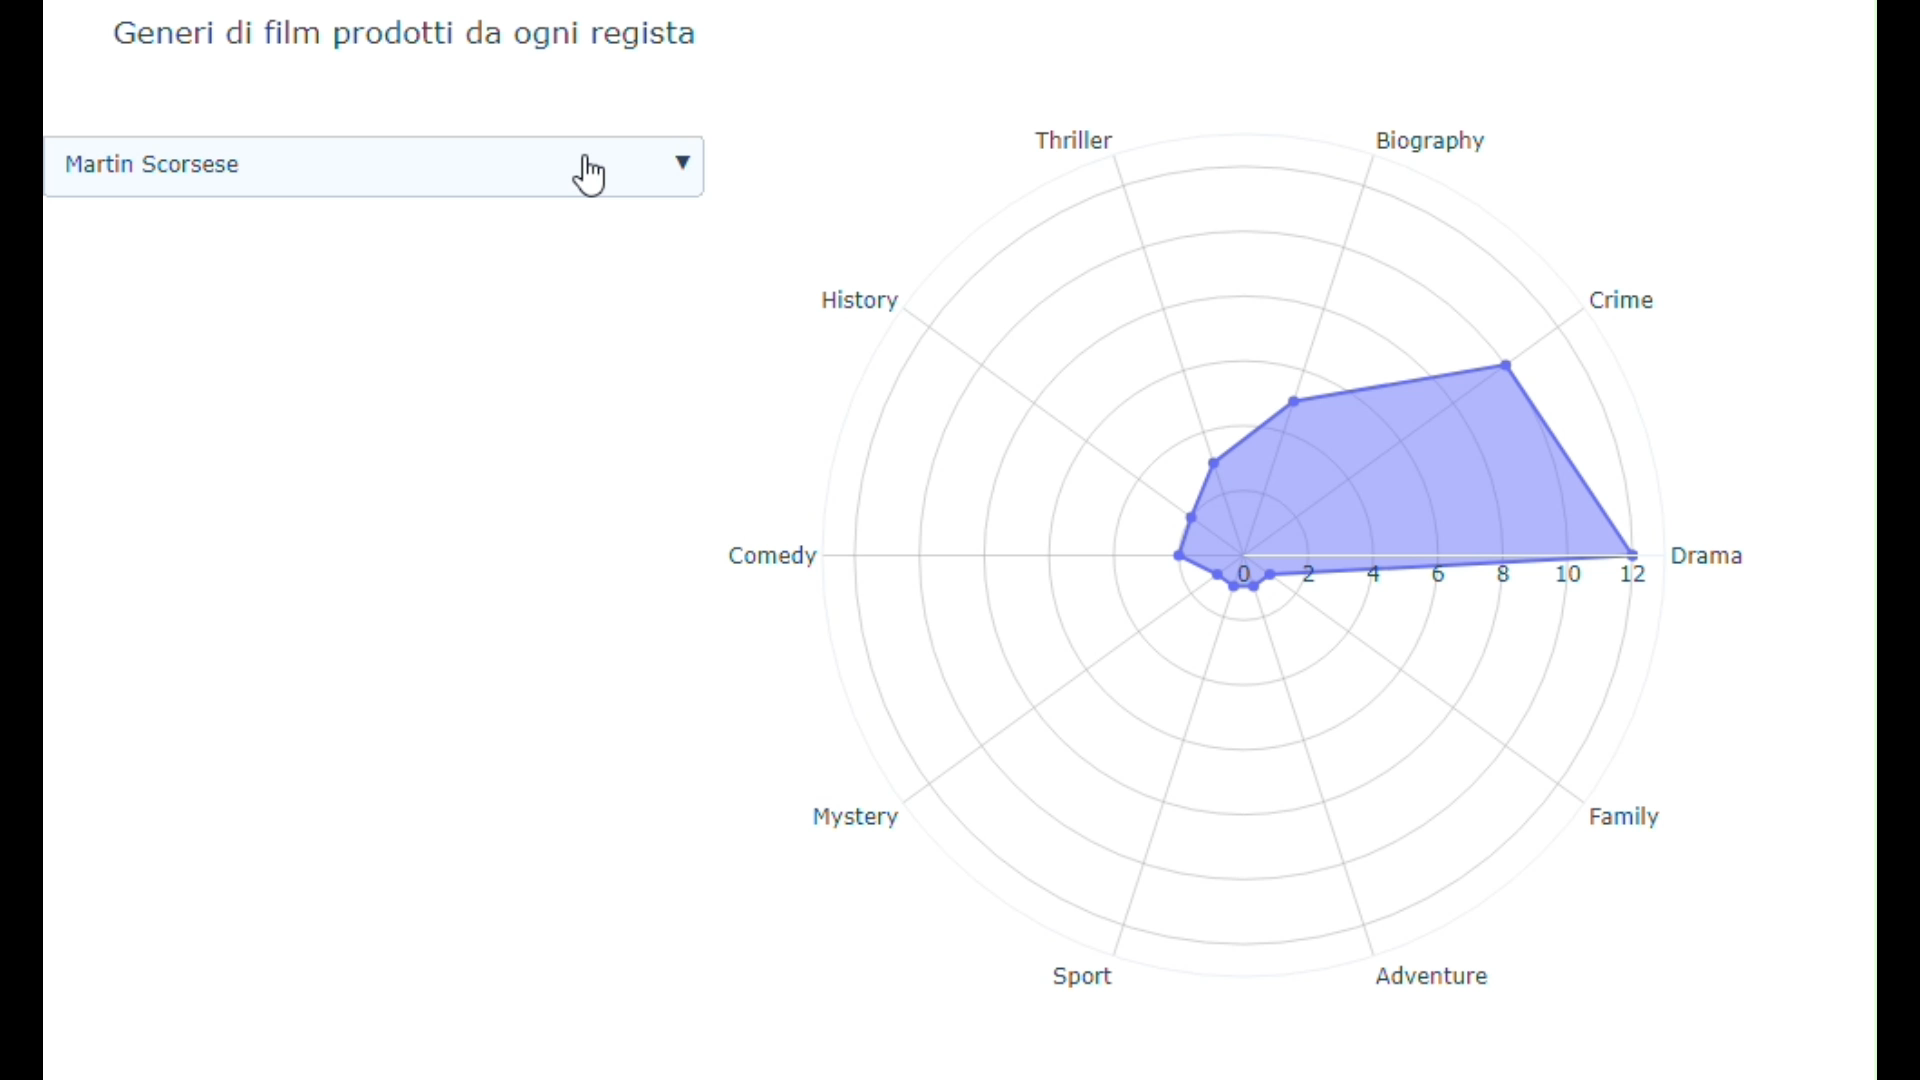 Generi di film prodotti da ogni regista
Martin Scorsese
Thriller
Biography
History
Crime
Comedy
Drama
0 2 4 6 8 10 12
Mystery
Family
Sport
Adventure